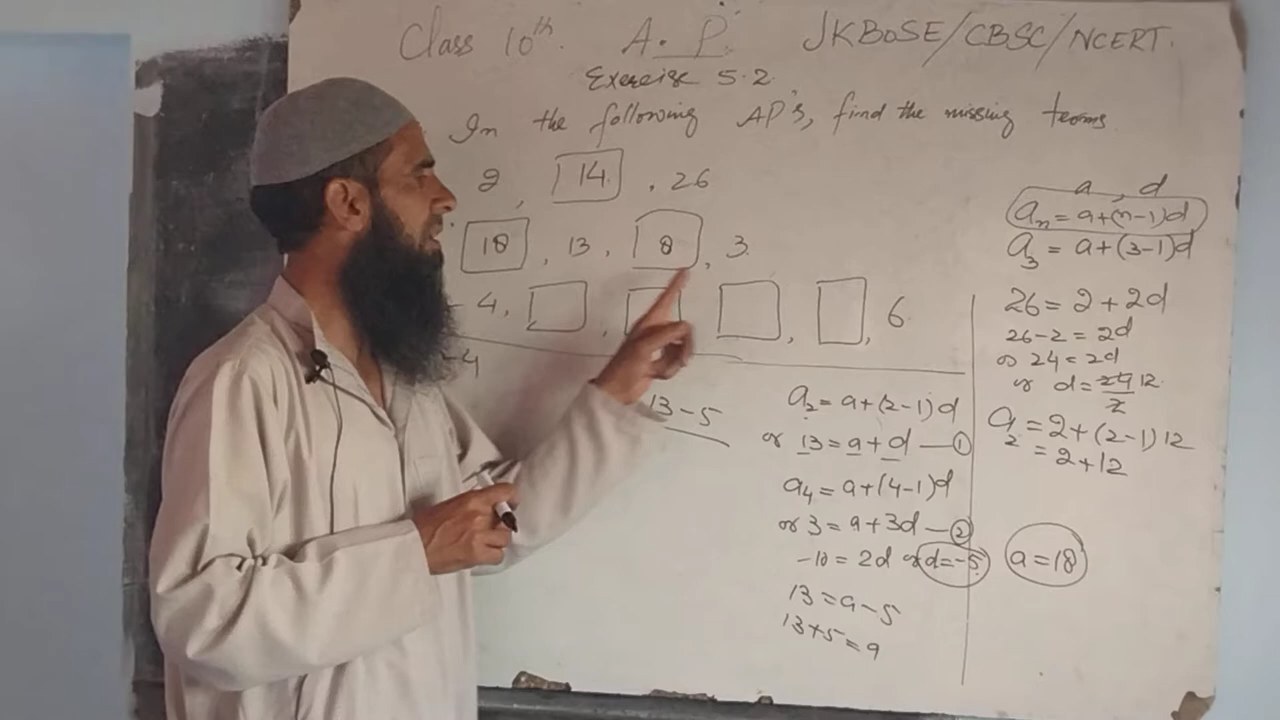 Class 10th. A.P. JKBOSE/CBSC/NCERT.
Exercise 5.2
In the following AP's, find the missing terms
2, 14, 26
18, 13, 8, 3
-4, , , , , 6
-4
13-5
a₂ = a+(2-1)d
or 13 = a+d —①
a₄ = a+(4-1)d
or 3 = a+3d —②
-10 = 2d or d=-5
13 = a-5
13+5 = a
a, d
aₙ = a+(n-1)d
a₃ = a+(3-1)d
26 = 2+2d
26-2 = 2d
or 24 = 2d
or d = 24/2 12
a₂ = 2+(2-1)12
= 2+12
a=18